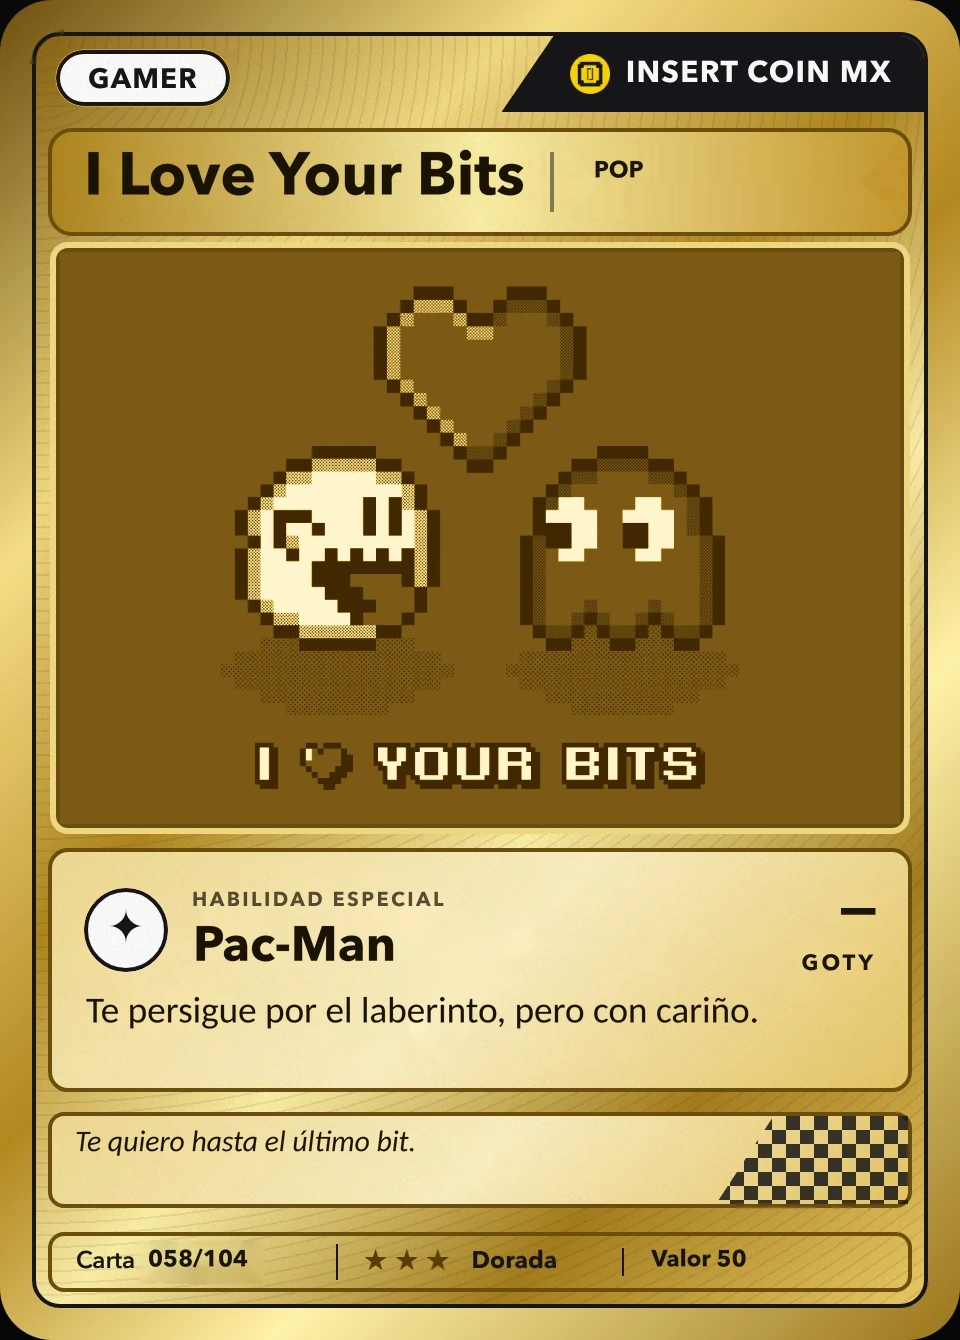 GAMER
INSERT COIN MX
I Love Your Bits
POP
I ♥ YOUR BITS
HABILIDAD ESPECIAL
Pac-Man
—
GOTY
Te persigue por el laberinto, pero con cariño.
Te quiero hasta el último bit.
Carta 058/104
★★★ Dorada
Valor 50